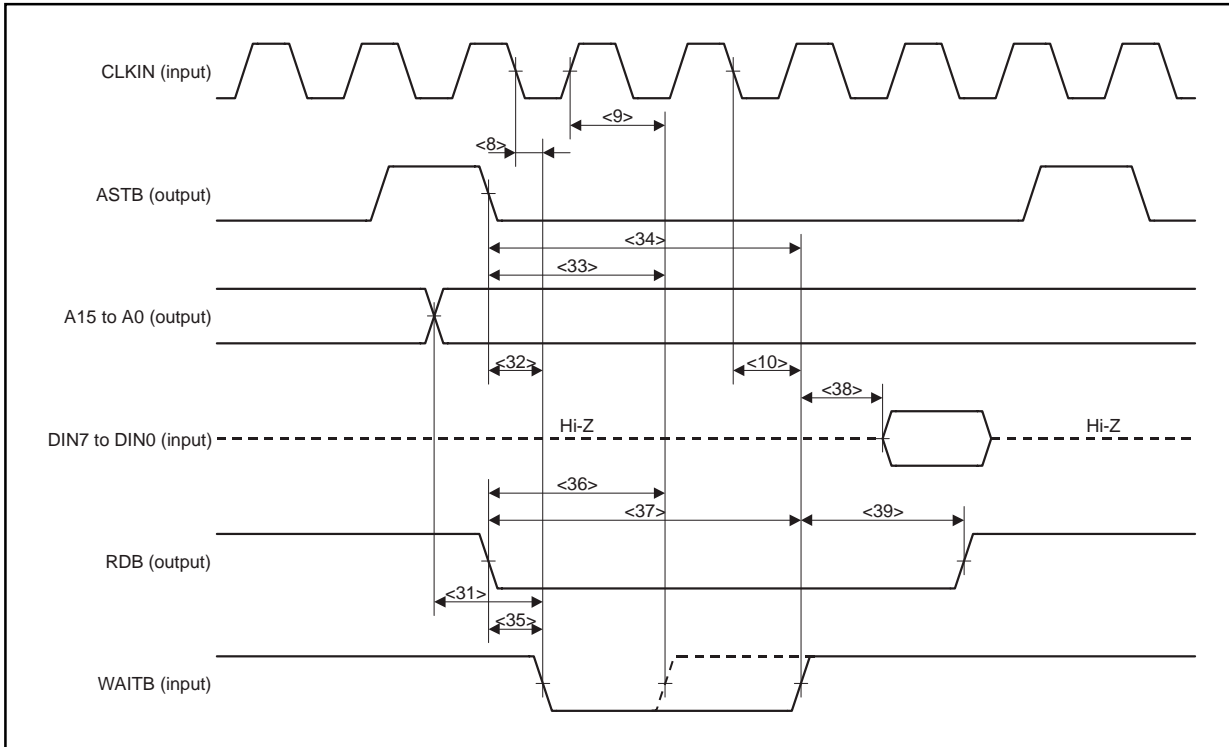 CLKIN (input)
<9>
<8>
ASTB (output)
<34>
<33>
A15 to A0 (output)
<32>
<10>
<38>
DIN7 to DIN0 (input)
Hi-Z
Hi-Z
<36>
<37>
<39>
RDB (output)
<31>
<35>
WAITB (input)